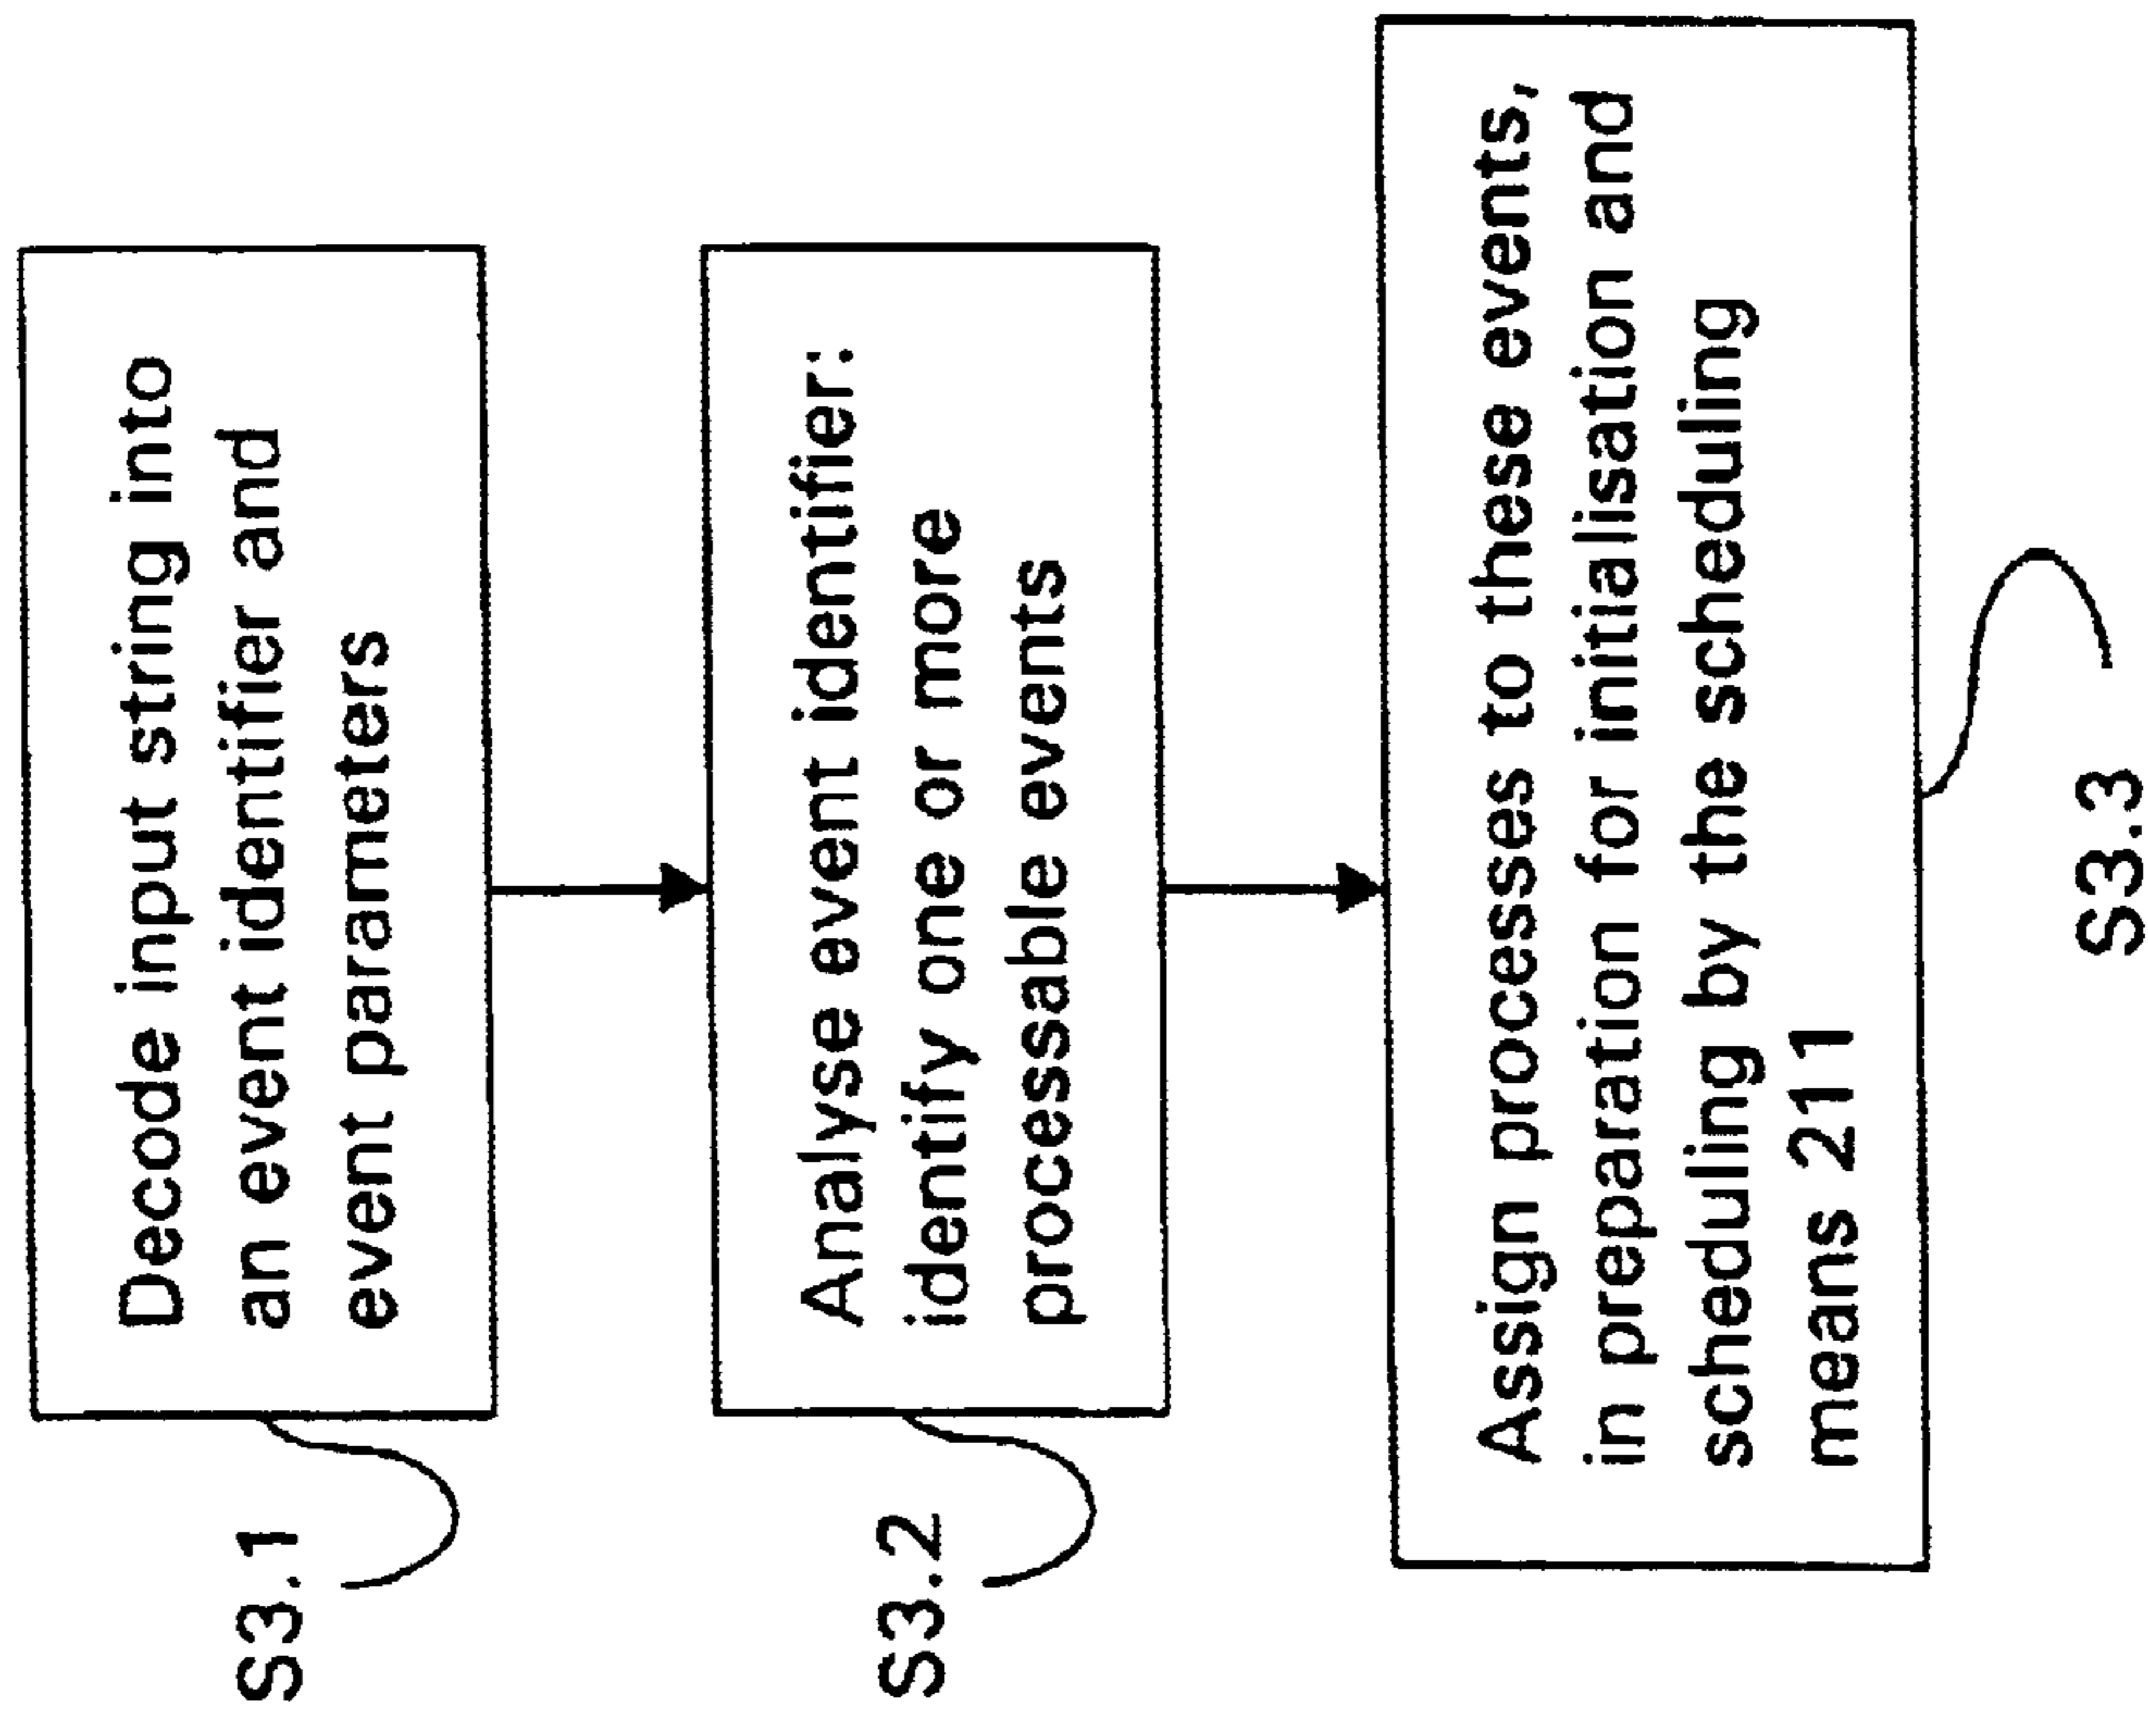 S3.1
Decode input string into
an event identifier and
event parameters
S3.2
Analyse event identifier:
identify one or more
processable events
Assign processes to these events,
in preparation for initialisation and
scheduling by the scheduling
means 211
S3.3